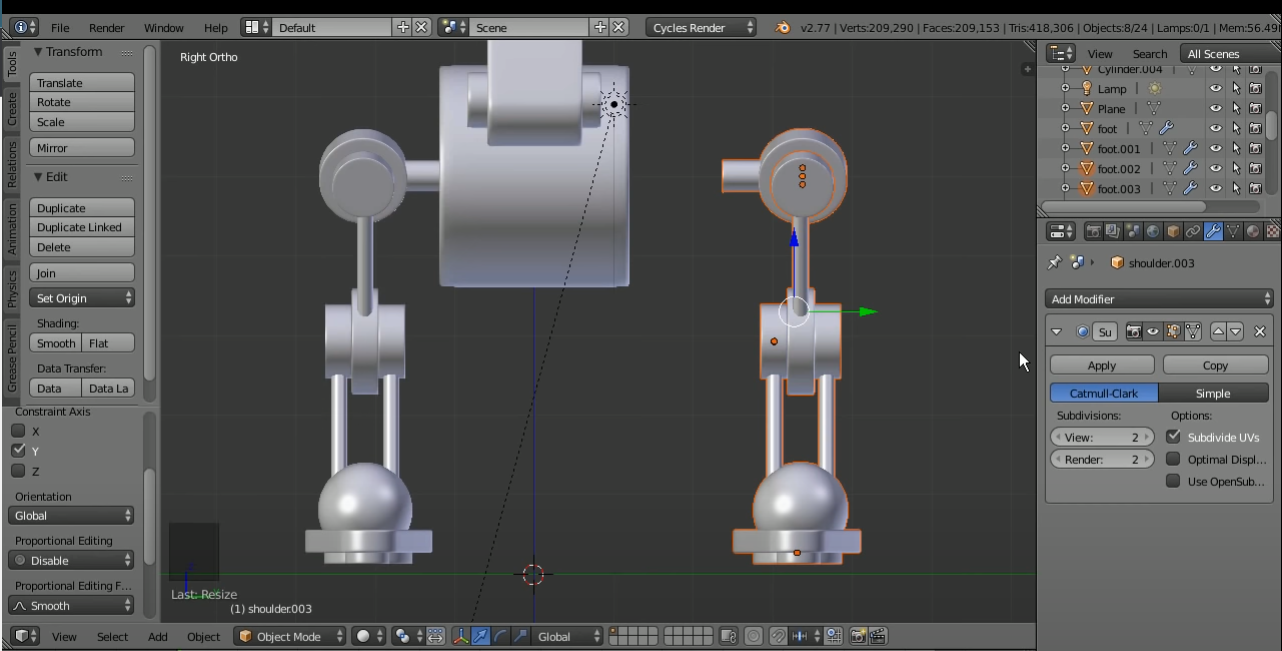 File Render Window Help Default Scene Cycles Render v2.77 | Verts:209,290 | Faces:209,153 | Tris:418,306 | Objects:8/24 | Lamps:0/1 | Mem:56.49
Tools
Create
Relations
Animation
Physics
Grease Pencil
Transform
Translate
Rotate
Scale
Mirror
Edit
Duplicate
Duplicate Linked
Delete
Join
Set Origin
Shading:
Smooth Flat
Data Transfer:
Data Data La
Constraint Axis
X
Y
Z
Orientation
Global
Proportional Editing
Disable
Proportional Editing F...
Smooth
Right Ortho
Last: Resize
(1) shoulder.003
View Select Add Object Object Mode Global
View Search All Scenes
Cylinder.004
Lamp
Plane
foot
foot.001
foot.002
foot.003
shoulder.003
Add Modifier
Su
Apply Copy
Catmull-Clark Simple
Subdivisions: Options:
View: 2 Subdivide UVs
Render: 2 Optimal Displ...
Use OpenSub...